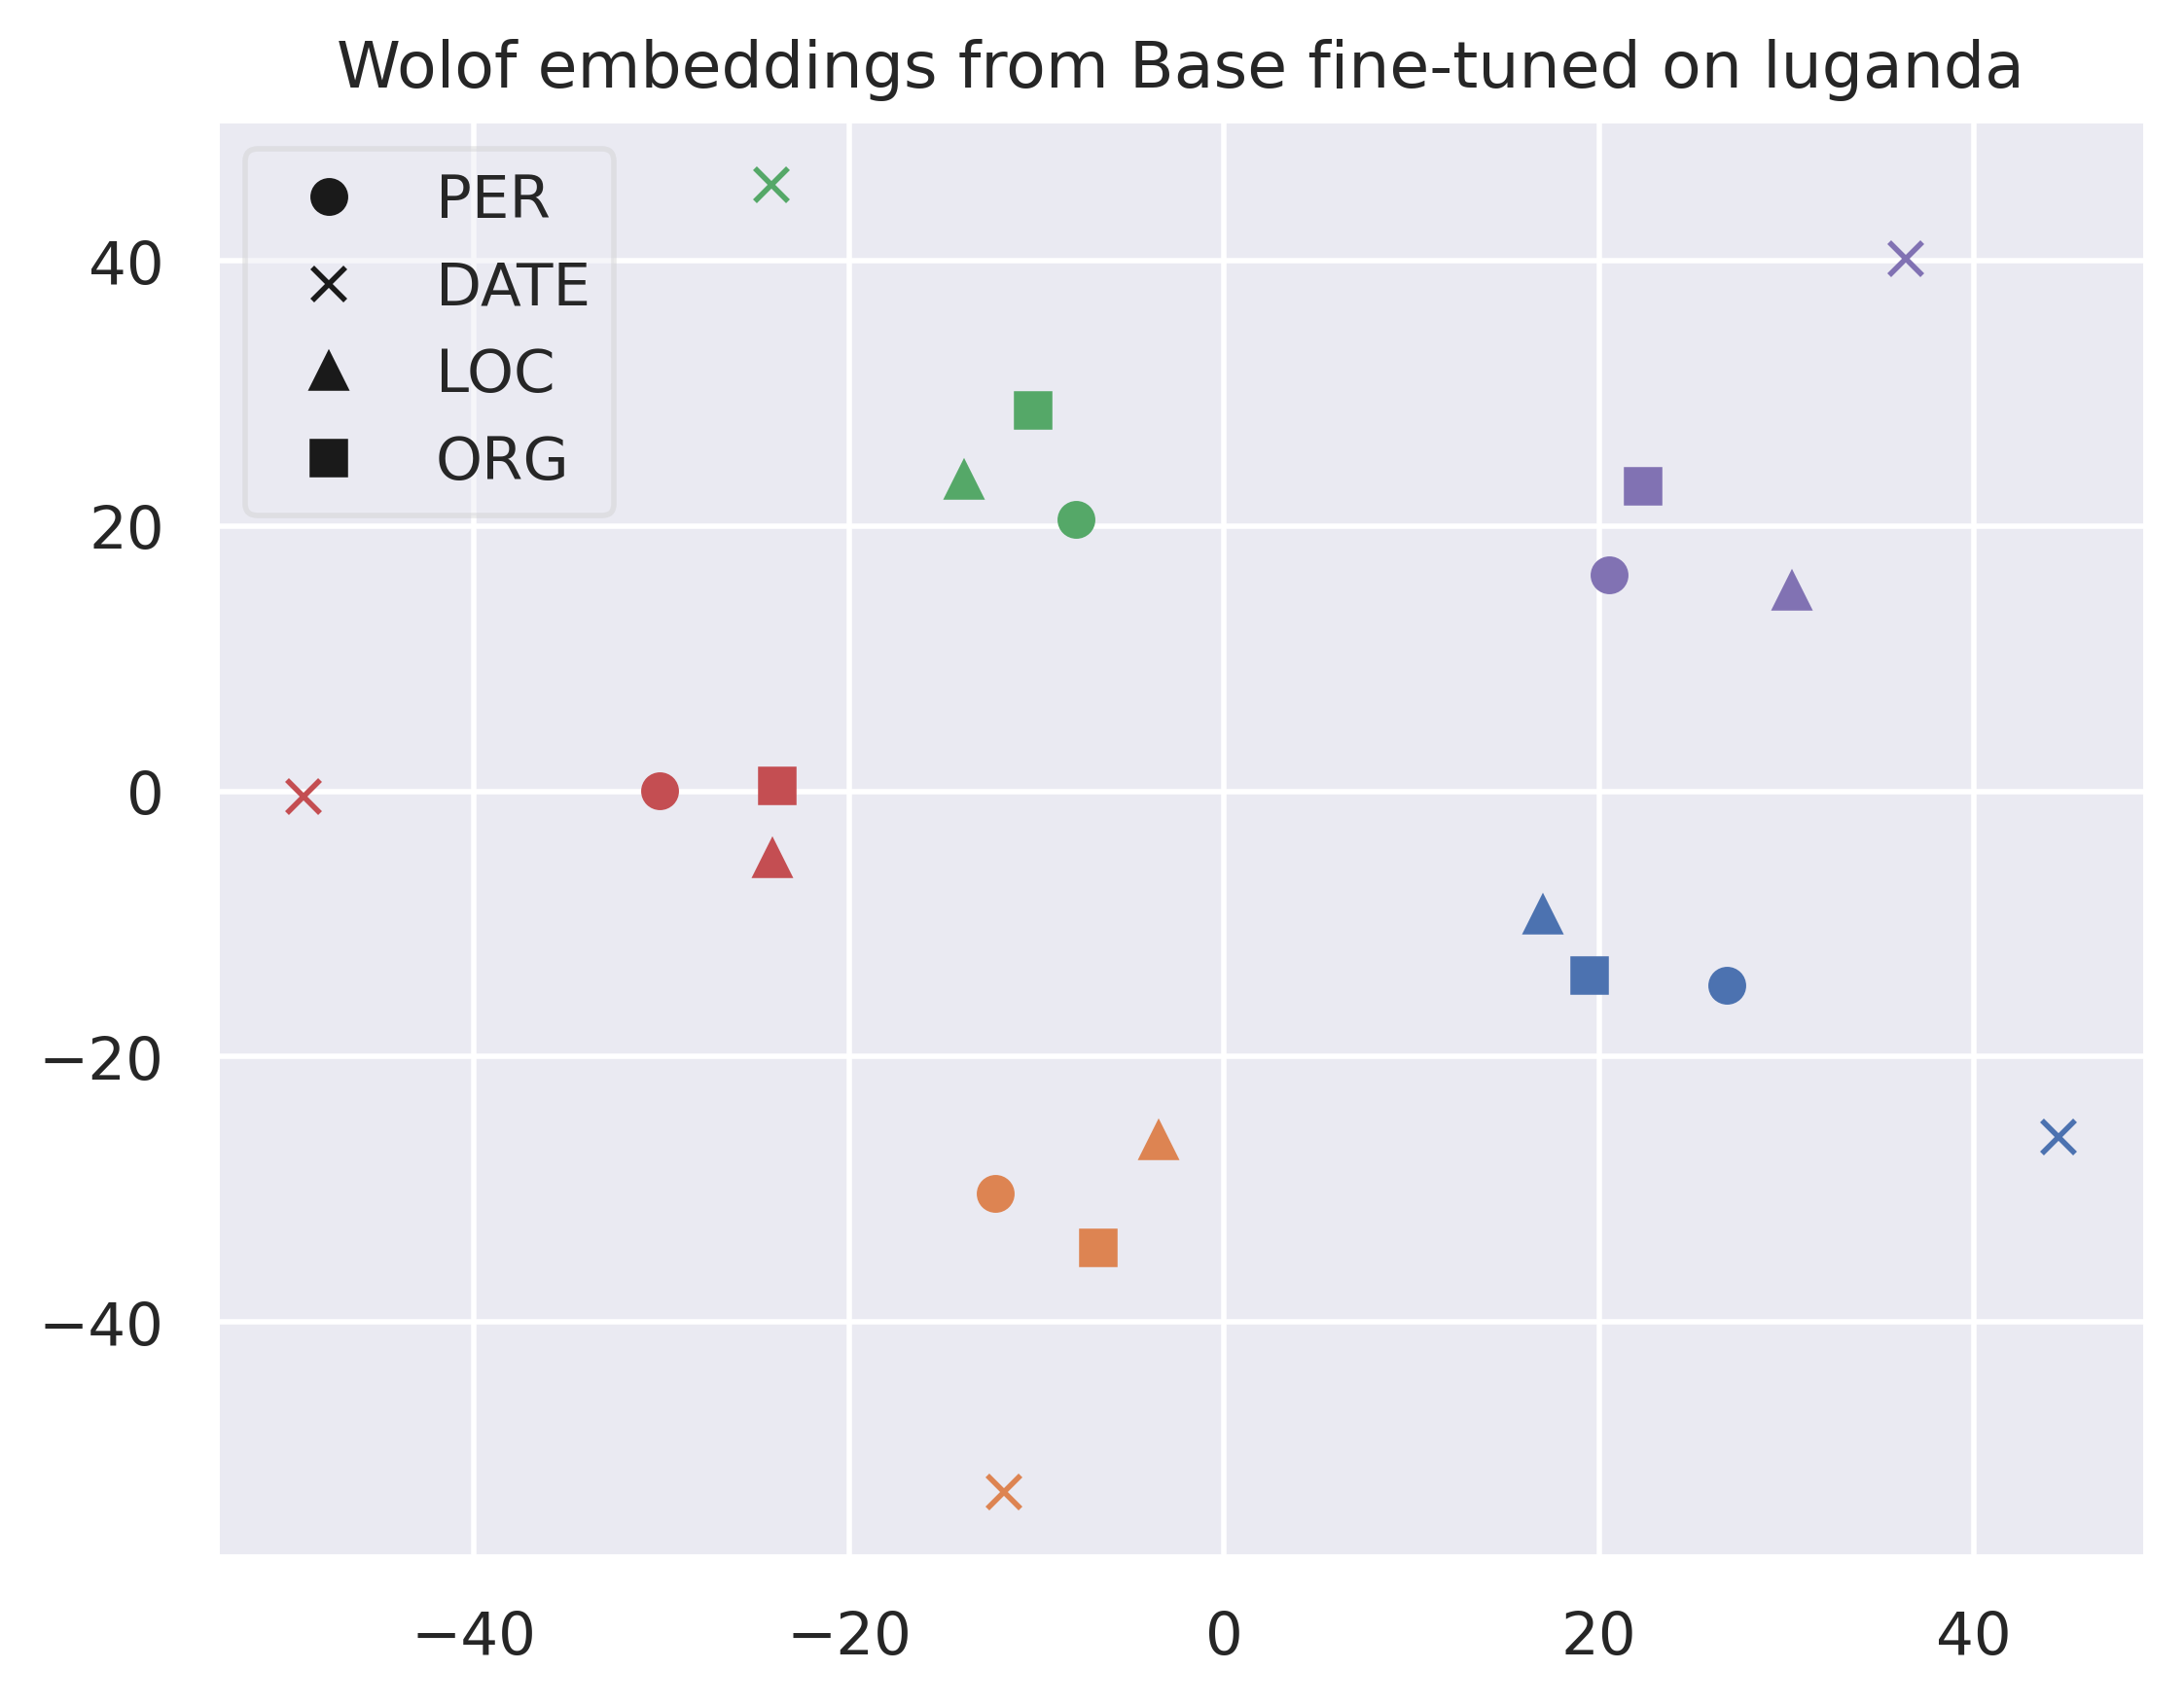 Wolof embeddings from Base fine-tuned on luganda
PER
DATE
LOC
ORG
40
20
0
−20
−40
−40 −20 0 20 40